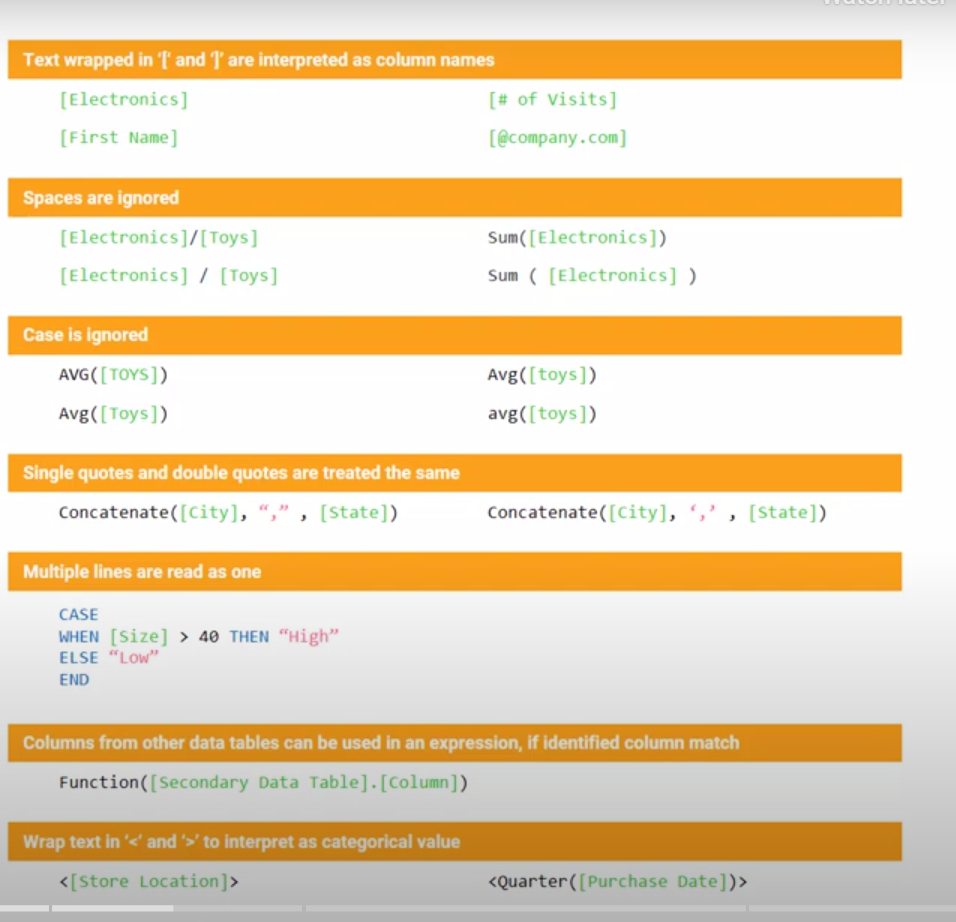 Watch later
Text wrapped in ‘[’ and ‘]’ are interpreted as column names
[Electronics] [# of Visits]
[First Name] [@company.com]
Spaces are ignored
[Electronics]/[Toys] Sum([Electronics])
[Electronics] / [Toys] Sum ( [Electronics] )
Case is ignored
AVG([TOYS]) Avg([toys])
Avg([Toys]) avg([toys])
Single quotes and double quotes are treated the same
Concatenate([City], “,” , [State]) Concatenate([City], ‘,’ , [State])
Multiple lines are read as one
CASE
WHEN [Size] > 40 THEN “High”
ELSE “Low”
END
Columns from other data tables can be used in an expression, if identified column match
Function([Secondary Data Table].[Column])
Wrap text in ‘<‘ and ‘>’ to interpret as categorical value
<[Store Location]> <Quarter([Purchase Date])>